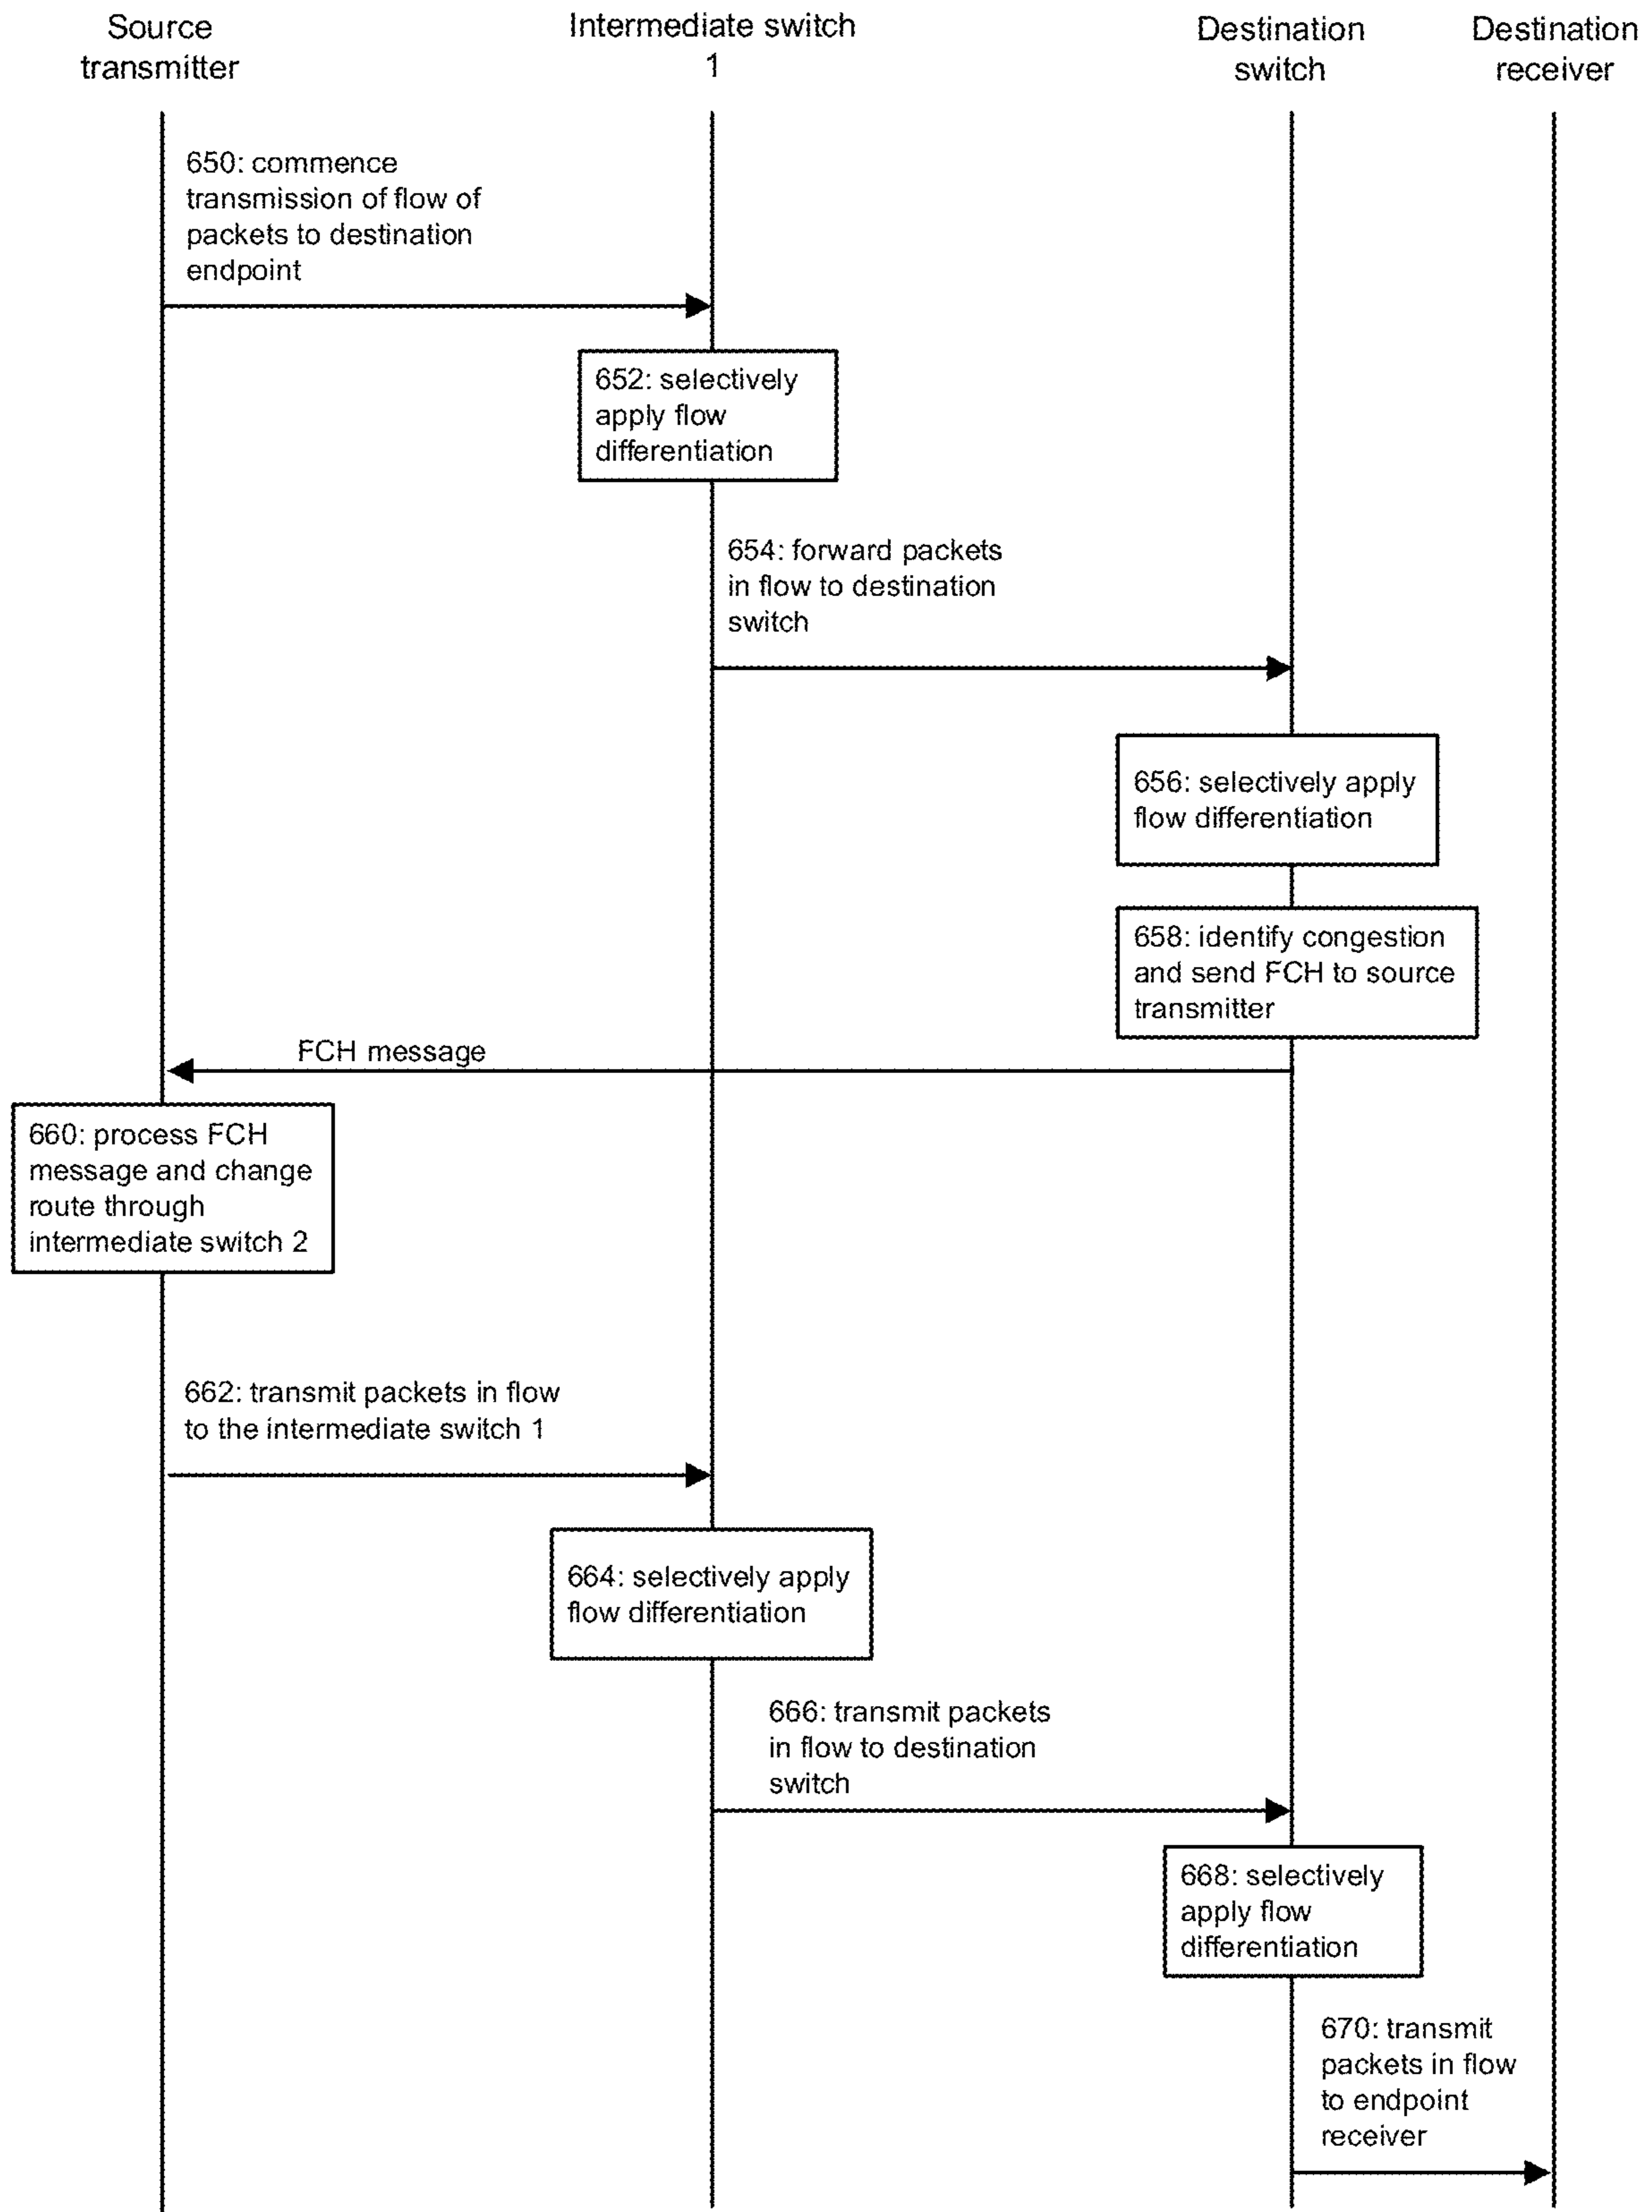 Source
transmitter
Intermediate switch
1
Destination
switch
Destination
receiver
650: commence
transmission of flow of
packets to destination
endpoint
652: selectively
apply flow
differentiation
654: forward packets
in flow to destination
switch
656: selectively apply
flow differentiation
658: identify congestion
and send FCH to source
transmitter
FCH message
660: process FCH
message and change
route through
intermediate switch 2
662: transmit packets in flow
to the intermediate switch 1
664: selectively apply
flow differentiation
666: transmit packets
in flow to destination
switch
668: selectively
apply flow
differentiation
670: transmit
packets in flow
to endpoint
receiver